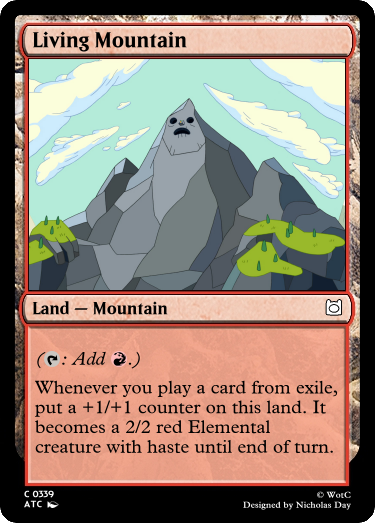 Living Mountain
Land — Mountain
(: Add .)
Whenever you play a card from exile,
put a +1/+1 counter on this land. It
becomes a 2/2 red Elemental
creature with haste until end of turn.
C 0339
© WotC
ATC
Designed by Nicholas Day